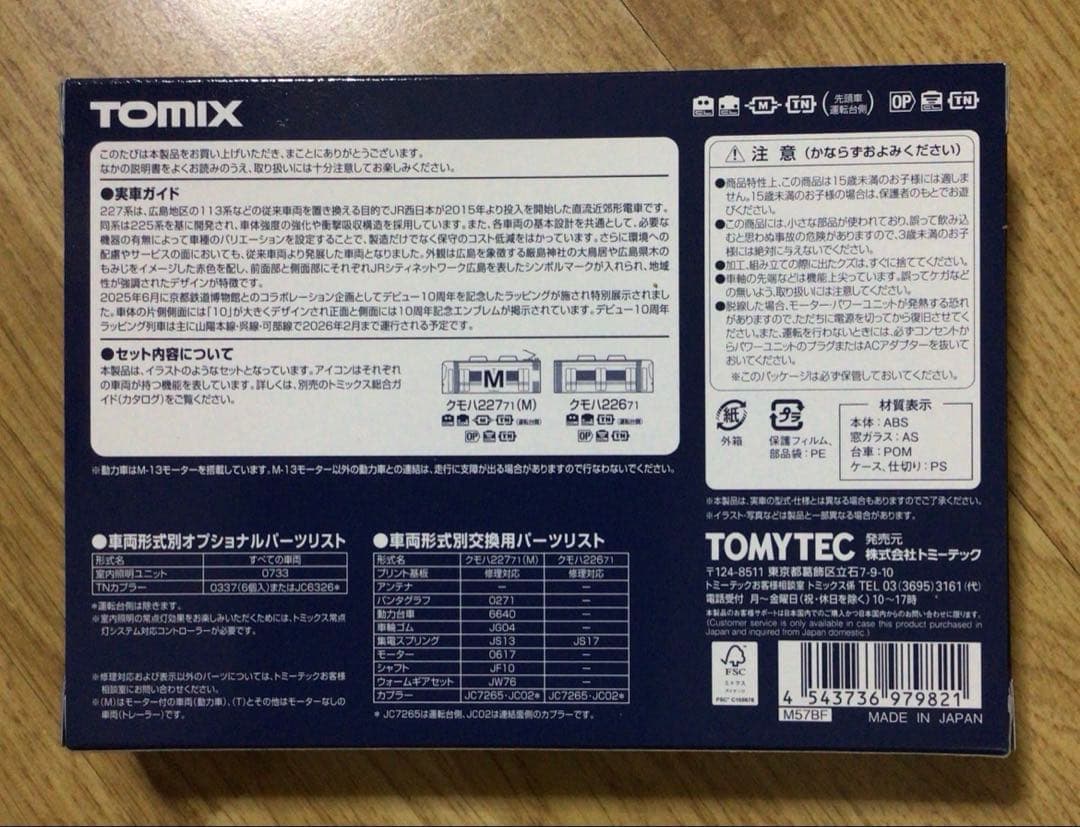 TOMIX
M TN (先頭車 運転台側) OP TN
このたびは本製品をお買い上げいただき、まことにありがとうございます。
なかの説明書をよくお読みのうえ、取り扱いには十分注意してお楽しみください。
●実車ガイド
227系は、広島地区の113系などの従来車両を置き換える目的でJR西日本が2015年より投入を開始した直流近郊形電車です。
同系は225系を基に開発され、車体強度の強化や衝撃吸収構造を採用しています。また、各車両の基本設計を共通として、必要な
機器の有無によって車種のバリエーションを設定することで、製造だけでなく保守のコスト低減をはかっています。さらに環境への
配慮やサービスの面においても、従来車両より発展した車両となりました。外観は広島を象徴する厳島神社の大鳥居や広島県木の
もみじをイメージした赤色を配し、前面部と側面部にそれぞれJRシティネットワーク広島を表したシンボルマークが入れられ、地域
性が強調されたデザインが特徴です。
2025年6月に京都鉄道博物館とのコラボレーション企画としてデビュー10周年を記念したラッピングが施され特別展示されまし
た。車体の片側側面には「10」が大きくデザインされ正面と側面には10周年記念エンブレムが掲示されています。デビュー10周年
ラッピング列車は主に山陽本線・呉線・可部線で2026年2月まで運行される予定です。
●セット内容について
本製品は、イラストのようなセットとなっています。アイコンはそれぞれ
の車両が持つ機能を表しています。詳しくは、別売のトミックス総合ガ
イド(カタログ)をご覧ください。
M
クモハ22771(M) クモハ22671
M TN (運転台側) TN (運転台側)
OP TN OP TN
※動力車はM-13モーターを搭載しています。M-13モーター以外の動力車との連結は、走行に支障が出る場合がありますので行なわないでください。
⚠ 注 意 (かならずおよみください)
●商品特性上、この商品は15歳未満のお子様には適しま
せん。15歳未満のお子様の場合は、保護者のもとでお遊
びください。
●この商品には、小さな部品が使われており、誤って飲み込
むと思わぬ事故の危険がありますので、3歳未満のお子様
には絶対に与えないでください。
●加工、組み立ての際に出たクズは、すぐに捨ててください。
●車軸の先端などは機能上尖っています。誤ってケガなど
の無いよう、取り扱いには注意してください。
●脱線した場合、モーター・パワーユニットが発熱する恐れ
がありますので、ただちに電源を切ってから復旧させてく
ださい。また、運転を行わないときには、必ずコンセントか
らパワーユニットのプラグまたはACアダプターを抜いて
おいてください。
※このパッケージは必ず保管しておいてください。
紙
外箱
プラ
保護フィルム、
部品袋:PE
材質表示
本体:ABS
窓ガラス:AS
台車:POM
ケース、仕切り:PS
※本製品は、実車の型式・仕様とは異なる場合もありますのでご了承ください。
※イラスト・写真などは製品と一部異なる場合があります。
●車両形式別オプショナルパーツリスト
形式名 すべての車両
室内照明ユニット 0733
TNカプラー 0337(6個入)またはJC6326※
※運転台側は除きます。
※室内照明の常点灯効果をお楽しみいただくためには、トミックス常点
灯システム対応コントローラーが必要です。
※修理対応および表示以外のパーツについては、トミーテックお客様
相談室にお問い合わせください。
※(M)はモーター付の車両(動力車)、(T)とその他はモーターなしの
車両(トレーラー)です。
●車両形式別交換用パーツリスト
形式名 クモハ22771(M) クモハ22671
プリント基板 修理対応 修理対応
アンテナ － －
パンタグラフ 0271 －
動力台車 6640 －
車輪ゴム JG04 －
集電スプリング JS13 JS17
モーター 0617 －
シャフト JF10 －
ウォームギアセット JW76 －
カプラー JC7265・JC02※ JC7265・JC02※
※ JC7265は運転台側、JC02は連結面側のカプラーです。
TOMYTEC 発売元 株式会社トミーテック
〒124-8511 東京都葛飾区立石7-9-10
トミーテックお客様相談室 トミックス係 TEL 03(3695)3161(代)
電話受付 月〜金曜日(祝・休日を除く)10〜17時
本製品のお客様サポートは日本国内でのご購入かつ日本国内からのお問い合わせに限ります。
(Customer service is only available in case this product purchased in
Japan and inquired from Japan domestic.)
FSC
ミックス
FSC® C155678
4 543736 979821
M57BF MADE IN JAPAN